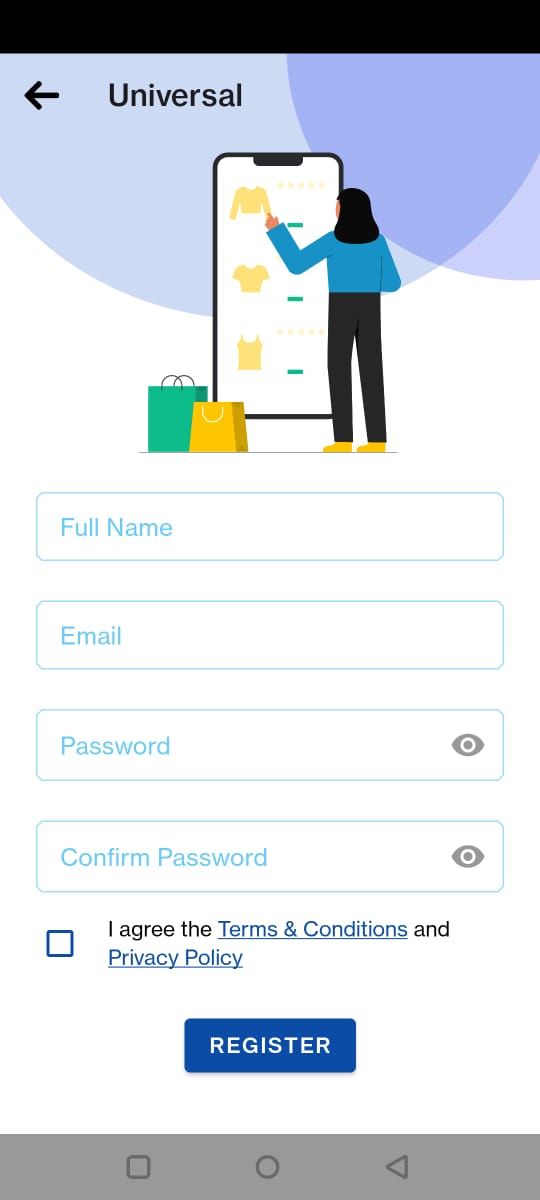 Universal
Full Name
Email
Password
Confirm Password
I agree the Terms & Conditions and
Privacy Policy
REGISTER